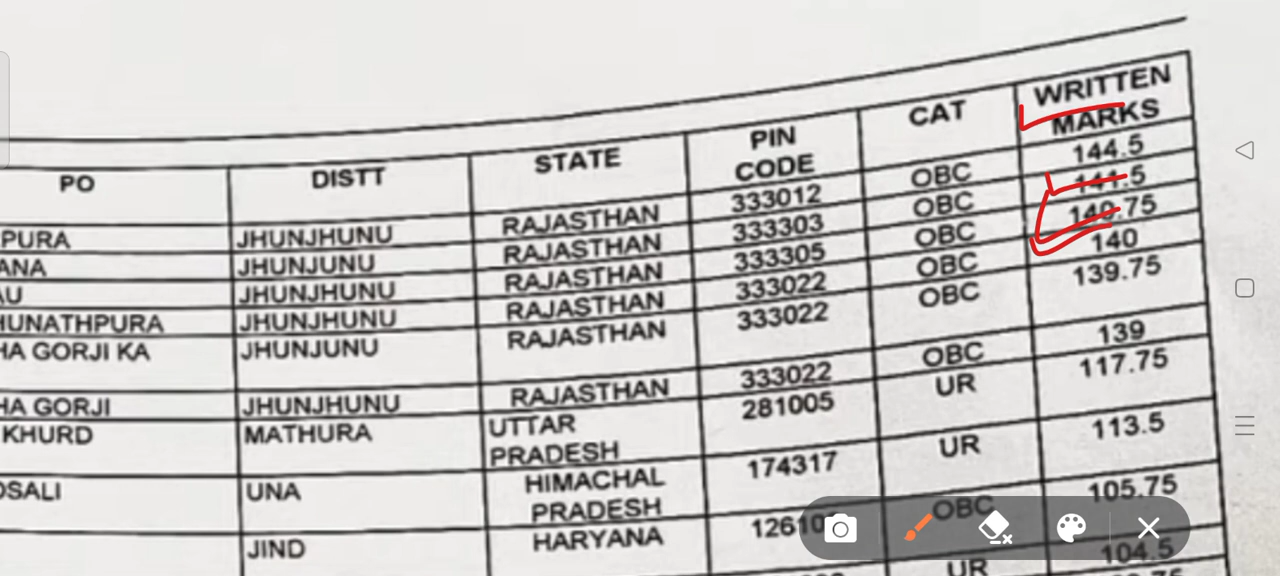 PO DISTT STATE PIN CODE CAT WRITTEN MARKS
PURA JHUNJHUNU RAJASTHAN 333012 OBC 144.5
ANA JHUNJUNU RAJASTHAN 333303 OBC 141.5
AU JHUNJHUNU RAJASTHAN 333305 OBC 140.75
HUNATHPURA JHUNJHUNU RAJASTHAN 333022 OBC 140
HA GORJI KA JHUNJUNU RAJASTHAN 333022 OBC 139.75
HA GORJI JHUNJHUNU RAJASTHAN 333022 OBC 139
KHURD MATHURA UTTAR PRADESH 281005 UR 117.75
OSALI UNA HIMACHAL PRADESH 174317 UR 113.5
JIND HARYANA 12610 OBC 105.75
UR 104.5